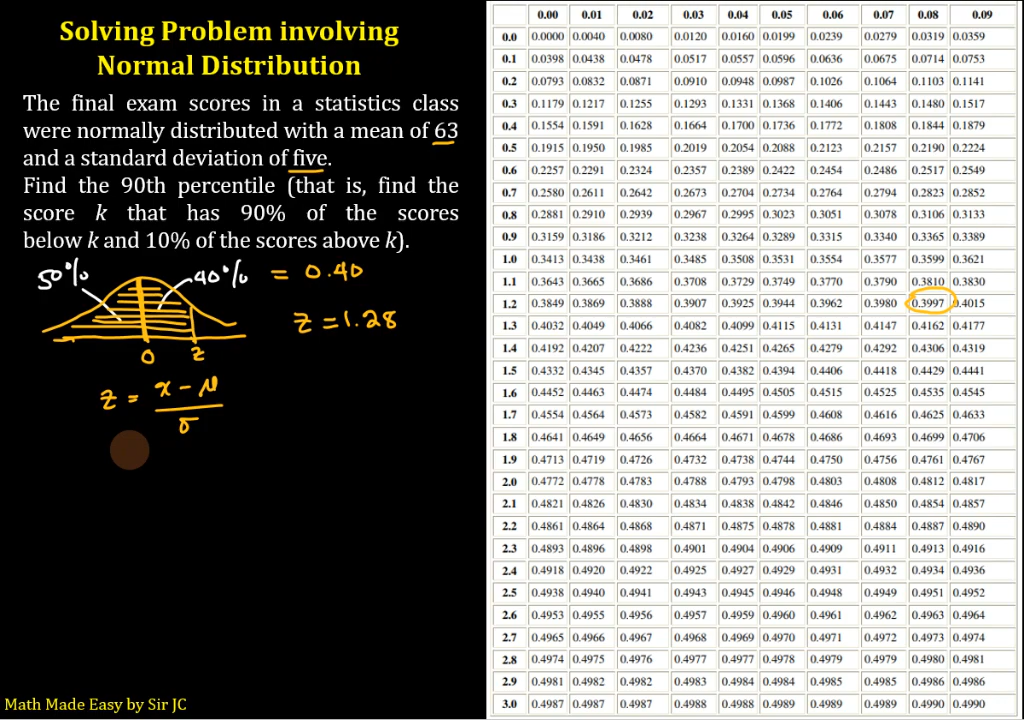 Solving Problem involving
Normal Distribution
The final exam scores in a statistics class
were normally distributed with a mean of 63
and a standard deviation of five.
Find the 90th percentile (that is, find the
score k that has 90% of the scores
below k and 10% of the scores above k).
50% 40% = 0.40
z = 1.28
0 z
z = x - μ
σ
Math Made Easy by Sir JC
0.00 0.01 0.02 0.03 0.04 0.05 0.06 0.07 0.08 0.09
0.0 0.0000 0.0040 0.0080 0.0120 0.0160 0.0199 0.0239 0.0279 0.0319 0.0359
0.1 0.0398 0.0438 0.0478 0.0517 0.0557 0.0596 0.0636 0.0675 0.0714 0.0753
0.2 0.0793 0.0832 0.0871 0.0910 0.0948 0.0987 0.1026 0.1064 0.1103 0.1141
0.3 0.1179 0.1217 0.1255 0.1293 0.1331 0.1368 0.1406 0.1443 0.1480 0.1517
0.4 0.1554 0.1591 0.1628 0.1664 0.1700 0.1736 0.1772 0.1808 0.1844 0.1879
0.5 0.1915 0.1950 0.1985 0.2019 0.2054 0.2088 0.2123 0.2157 0.2190 0.2224
0.6 0.2257 0.2291 0.2324 0.2357 0.2389 0.2422 0.2454 0.2486 0.2517 0.2549
0.7 0.2580 0.2611 0.2642 0.2673 0.2704 0.2734 0.2764 0.2794 0.2823 0.2852
0.8 0.2881 0.2910 0.2939 0.2967 0.2995 0.3023 0.3051 0.3078 0.3106 0.3133
0.9 0.3159 0.3186 0.3212 0.3238 0.3264 0.3289 0.3315 0.3340 0.3365 0.3389
1.0 0.3413 0.3438 0.3461 0.3485 0.3508 0.3531 0.3554 0.3577 0.3599 0.3621
1.1 0.3643 0.3665 0.3686 0.3708 0.3729 0.3749 0.3770 0.3790 0.3810 0.3830
1.2 0.3849 0.3869 0.3888 0.3907 0.3925 0.3944 0.3962 0.3980 0.3997 0.4015
1.3 0.4032 0.4049 0.4066 0.4082 0.4099 0.4115 0.4131 0.4147 0.4162 0.4177
1.4 0.4192 0.4207 0.4222 0.4236 0.4251 0.4265 0.4279 0.4292 0.4306 0.4319
1.5 0.4332 0.4345 0.4357 0.4370 0.4382 0.4394 0.4406 0.4418 0.4429 0.4441
1.6 0.4452 0.4463 0.4474 0.4484 0.4495 0.4505 0.4515 0.4525 0.4535 0.4545
1.7 0.4554 0.4564 0.4573 0.4582 0.4591 0.4599 0.4608 0.4616 0.4625 0.4633
1.8 0.4641 0.4649 0.4656 0.4664 0.4671 0.4678 0.4686 0.4693 0.4699 0.4706
1.9 0.4713 0.4719 0.4726 0.4732 0.4738 0.4744 0.4750 0.4756 0.4761 0.4767
2.0 0.4772 0.4778 0.4783 0.4788 0.4793 0.4798 0.4803 0.4808 0.4812 0.4817
2.1 0.4821 0.4826 0.4830 0.4834 0.4838 0.4842 0.4846 0.4850 0.4854 0.4857
2.2 0.4861 0.4864 0.4868 0.4871 0.4875 0.4878 0.4881 0.4884 0.4887 0.4890
2.3 0.4893 0.4896 0.4898 0.4901 0.4904 0.4906 0.4909 0.4911 0.4913 0.4916
2.4 0.4918 0.4920 0.4922 0.4925 0.4927 0.4929 0.4931 0.4932 0.4934 0.4936
2.5 0.4938 0.4940 0.4941 0.4943 0.4945 0.4946 0.4948 0.4949 0.4951 0.4952
2.6 0.4953 0.4955 0.4956 0.4957 0.4959 0.4960 0.4961 0.4962 0.4963 0.4964
2.7 0.4965 0.4966 0.4967 0.4968 0.4969 0.4970 0.4971 0.4972 0.4973 0.4974
2.8 0.4974 0.4975 0.4976 0.4977 0.4977 0.4978 0.4979 0.4979 0.4980 0.4981
2.9 0.4981 0.4982 0.4982 0.4983 0.4984 0.4984 0.4985 0.4985 0.4986 0.4986
3.0 0.4987 0.4987 0.4987 0.4988 0.4988 0.4989 0.4989 0.4989 0.4990 0.4990